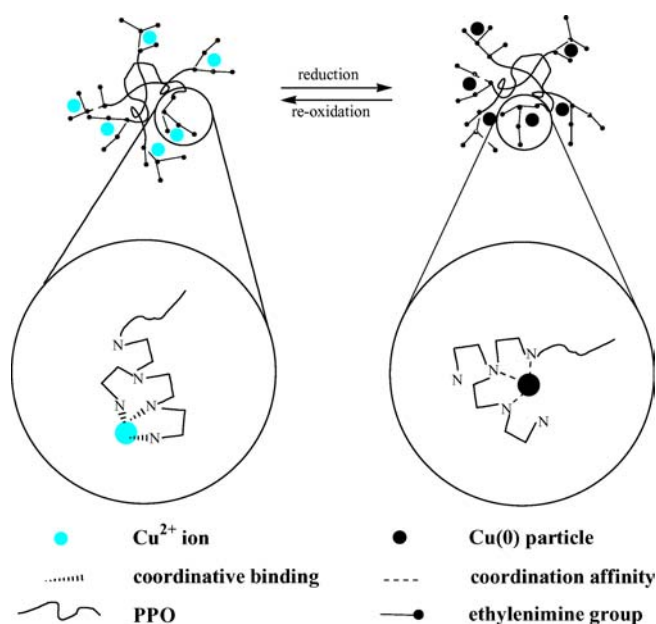 reduction
re-oxidation
N
N
N
N
N
N
N
N
N
N
Cu²⁺ ion
Cu(0) particle
coordinative binding
coordination affinity
PPO
ethylenimine group